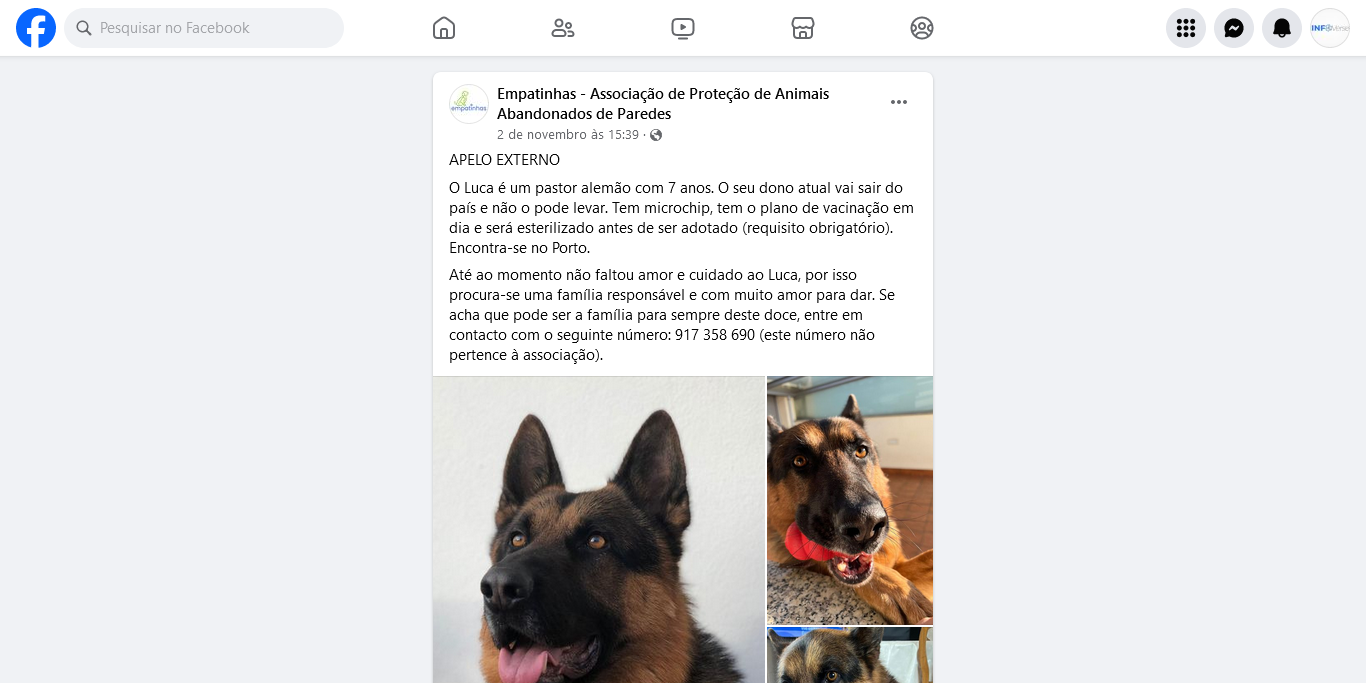 Pesquisar no Facebook
INFVerse
empatinhas
Empatinhas - Associação de Proteção de Animais
Abandonados de Paredes
2 de novembro às 15:39 ·
APELO EXTERNO
O Luca é um pastor alemão com 7 anos. O seu dono atual vai sair do
país e não o pode levar. Tem microchip, tem o plano de vacinação em
dia e será esterilizado antes de ser adotado (requisito obrigatório).
Encontra-se no Porto.
Até ao momento não faltou amor e cuidado ao Luca, por isso
procura-se uma família responsável e com muito amor para dar. Se
acha que pode ser a família para sempre deste doce, entre em
contacto com o seguinte número: 917 358 690 (este número não
pertence à associação).